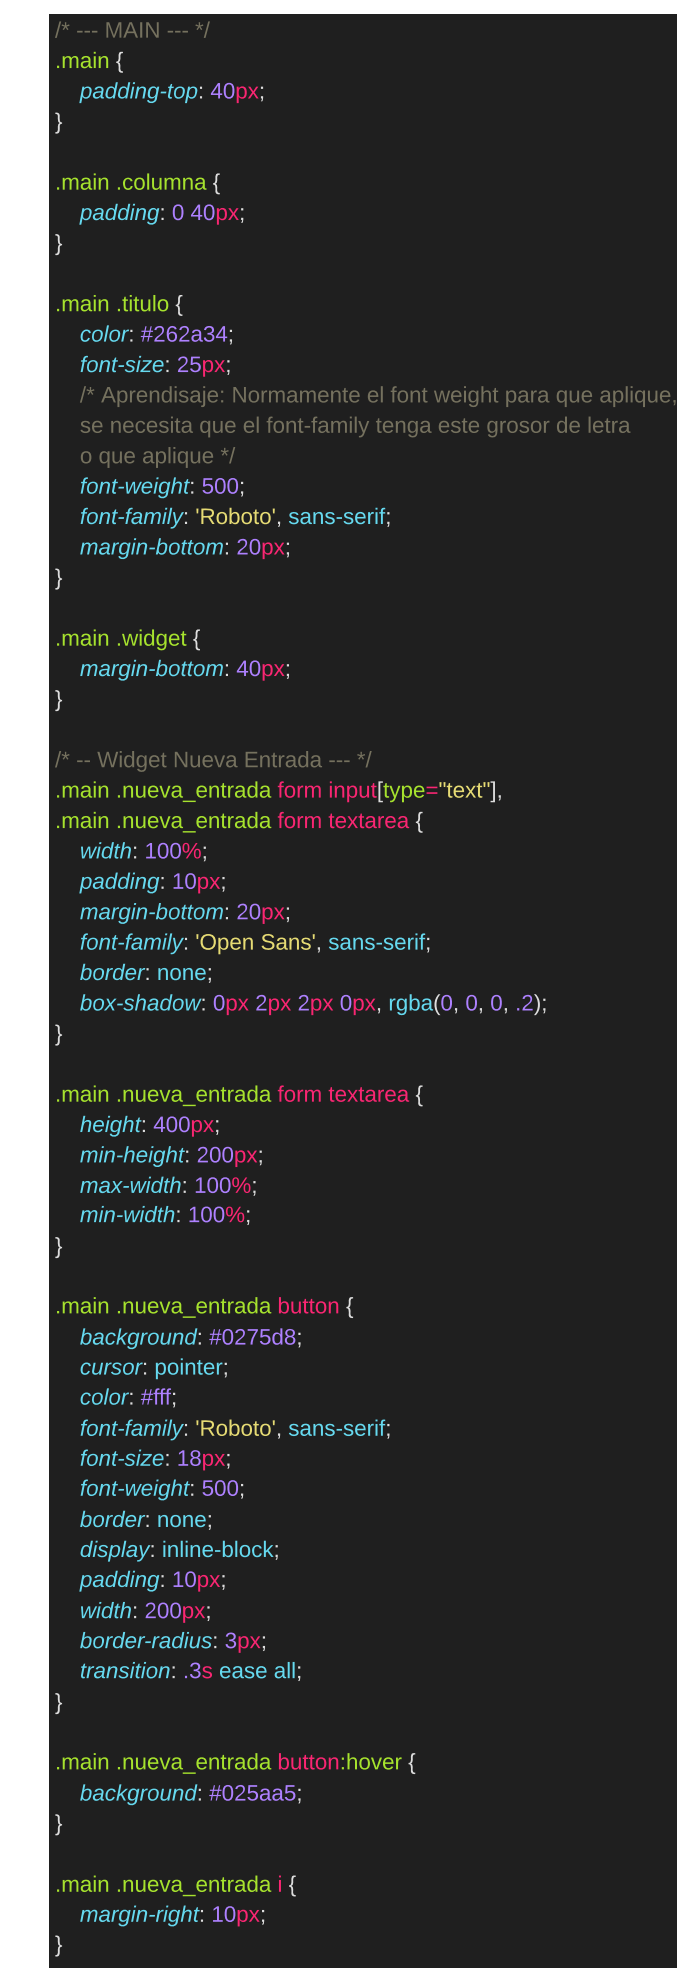 /* --- MAIN --- */
.main {
padding-top: 40px;
}
.main .columna {
padding: 0 40px;
}
.main .titulo {
color: #262a34;
font-size: 25px;
/* Aprendisaje: Normamente el font weight para que aplique,
se necesita que el font-family tenga este grosor de letra
o que aplique */
font-weight: 500;
font-family: 'Roboto', sans-serif;
margin-bottom: 20px;
}
.main .widget {
margin-bottom: 40px;
}
/* -- Widget Nueva Entrada --- */
.main .nueva_entrada form input[type="text"],
.main .nueva_entrada form textarea {
width: 100%;
padding: 10px;
margin-bottom: 20px;
font-family: 'Open Sans', sans-serif;
border: none;
box-shadow: 0px 2px 2px 0px, rgba(0, 0, 0, .2);
}
.main .nueva_entrada form textarea {
height: 400px;
min-height: 200px;
max-width: 100%;
min-width: 100%;
}
.main .nueva_entrada button {
background: #0275d8;
cursor: pointer;
color: #fff;
font-family: 'Roboto', sans-serif;
font-size: 18px;
font-weight: 500;
border: none;
display: inline-block;
padding: 10px;
width: 200px;
border-radius: 3px;
transition: .3s ease all;
}
.main .nueva_entrada button:hover {
background: #025aa5;
}
.main .nueva_entrada i {
margin-right: 10px;
}